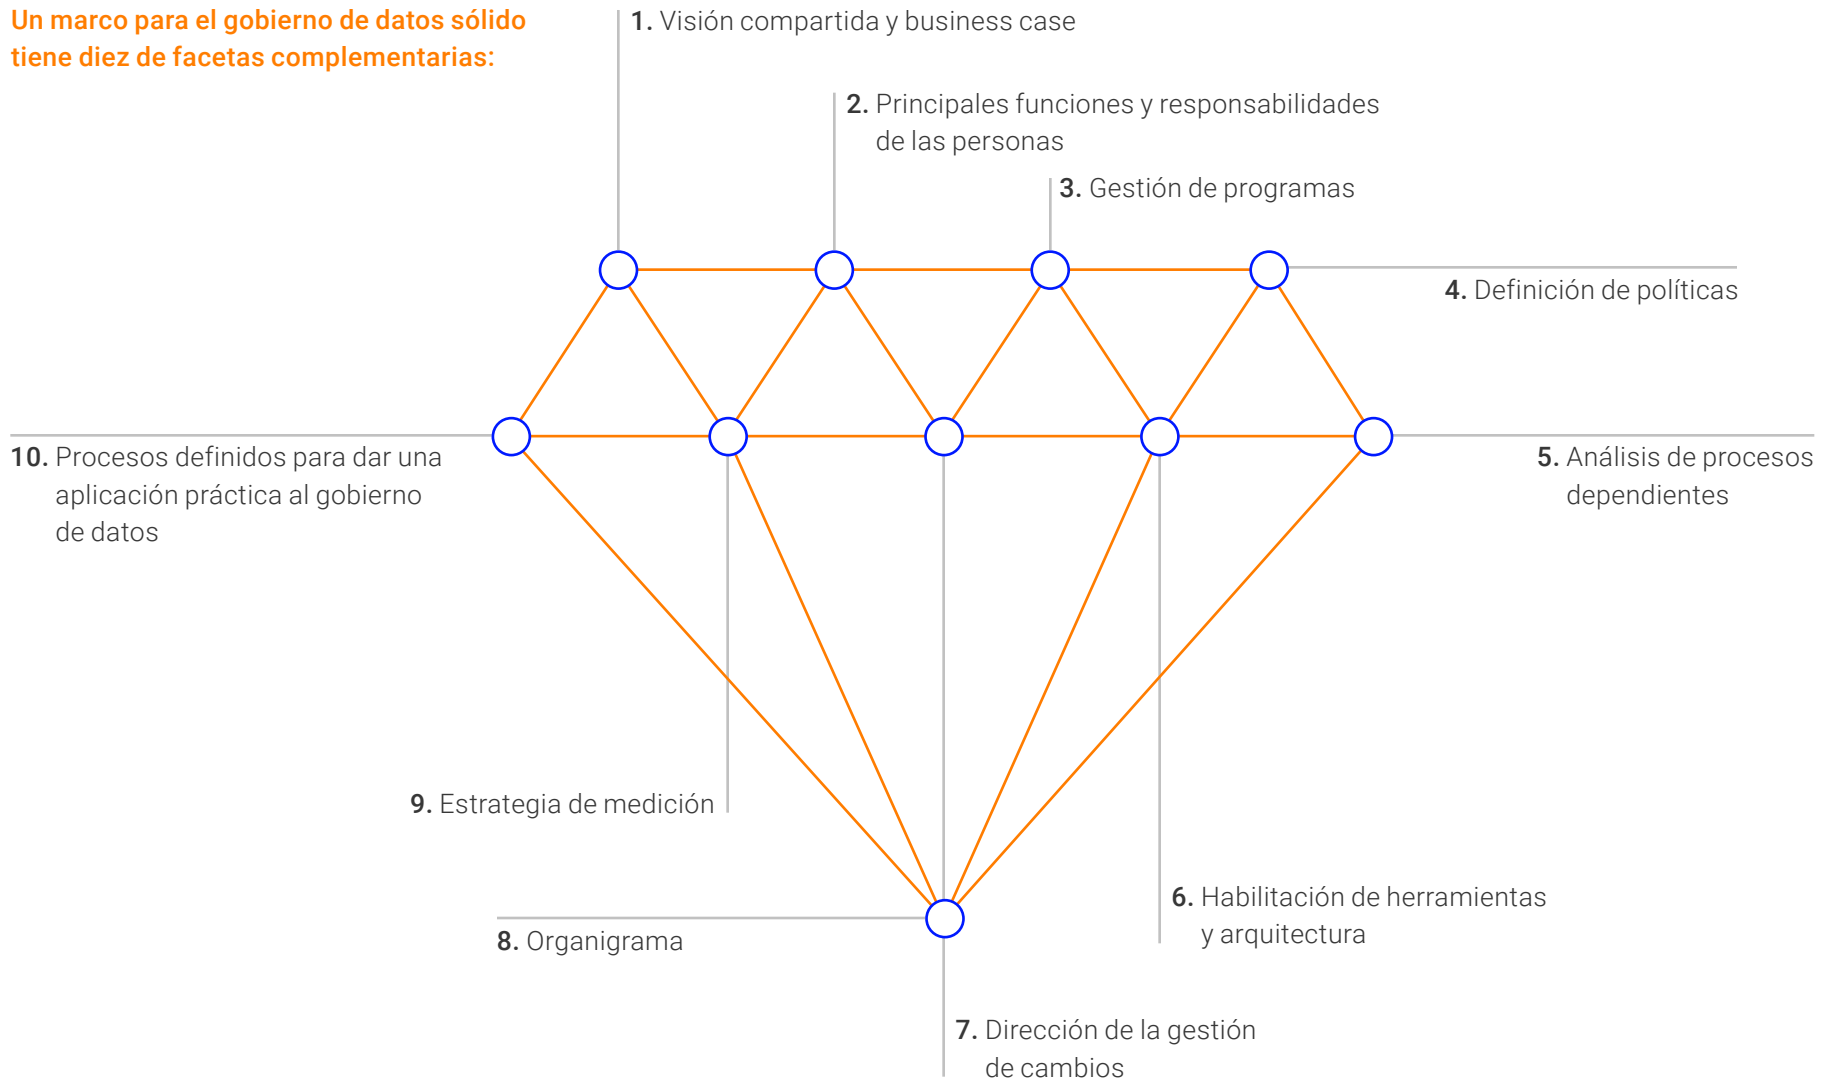 Un marco para el gobierno de datos sólido
tiene diez de facetas complementarias:
1. Visión compartida y business case
2. Principales funciones y responsabilidades
de las personas
3. Gestión de programas
4. Definición de políticas
5. Análisis de procesos
dependientes
6. Habilitación de herramientas
y arquitectura
7. Dirección de la gestión
de cambios
8. Organigrama
9. Estrategia de medición
10. Procesos definidos para dar una
aplicación práctica al gobierno
de datos